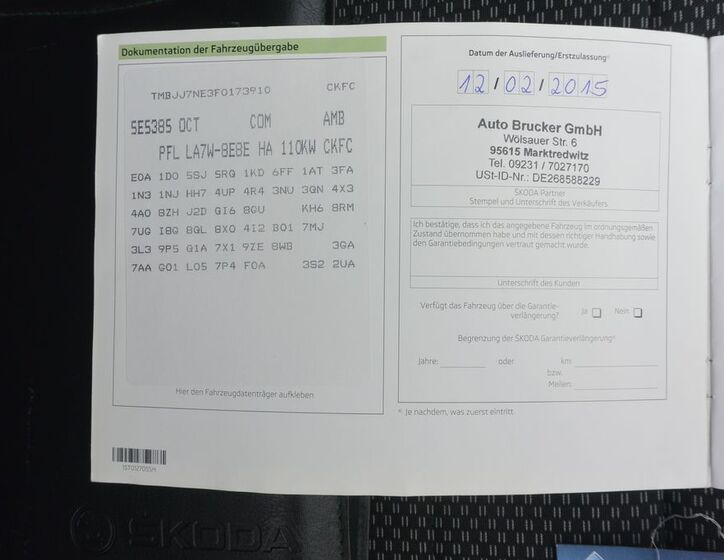 Dokumentation der Fahrzeugübergabe
TMBJJ7NE3F0173910 CKFC
5E5385 OCT COM AMB
PFL LA7W-8E8E HA 110KW CKFC
E0A 1D0 5SJ 5RQ 1KD 6FF 1AT 3FA
1N3 1NJ HH7 4UP 4R4 3NU 3QN 4X3
4A0 8ZH J2D GI6 8GU KH6 8RM
7UG I8G 8QL 8X0 4I2 B01 7MJ
3L3 9P5 Q1A 7X1 9ZE 8WB 3GA
7AA G01 L05 7P4 F0A 3S2 2UA
Hier den Fahrzeugdatenträger aufkleben
Datum der Auslieferung/Erstzulassung*⁾
12/02/2015
Auto Brucker GmbH
Wölsauer Str. 6
95615 Marktredwitz
Tel. 09231 / 7027170
USt-ID-Nr.: DE268588229
ŠKODA Partner
Stempel und Unterschrift des Verkäufers
Ich bestätige, dass ich das angegebene Fahrzeug im ordnungsgemäßen
Zustand übernommen habe und mit dessen richtiger Handhabung sowie
den Garantiebedingungen vertraut gemacht wurde.
Unterschrift des Kunden
Verfügt das Fahrzeug über die Garantie-
verlängerung? Ja Nein
Begrenzung der ŠKODA Garantieverlängerung*⁾
Jahre: oder km
bzw.
Meilen:
*⁾ Je nachdem, was zuerst eintritt
ŠKODA